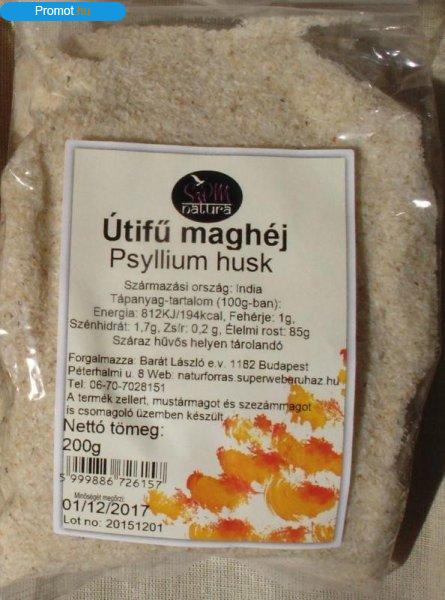 Promot.hu
SzDM
natura
Útifű maghéj
Psyllium husk
Származási ország: India
Tápanyag-tartalom (100g-ban):
Energia: 812KJ/194kcal, Fehérje: 1g,
Szénhidrát: 1,7g, Zsír: 0,2 g, Élelmi rost: 85g
Száraz hűvös helyen tárolandó
Forgalmazza: Barát László e.v. 1182 Budapest
Péterhalmi u. 8 Web: naturforras.superwebaruhaz.hu
Tel: 06-70-7028151
A termék zellert, mustármagot és szezámmagot
is csomagoló üzemben készült
Nettó tömeg:
200g
5 999886 726157
Minőségét megőrzi:
01/12/2017
Lot no: 20151201